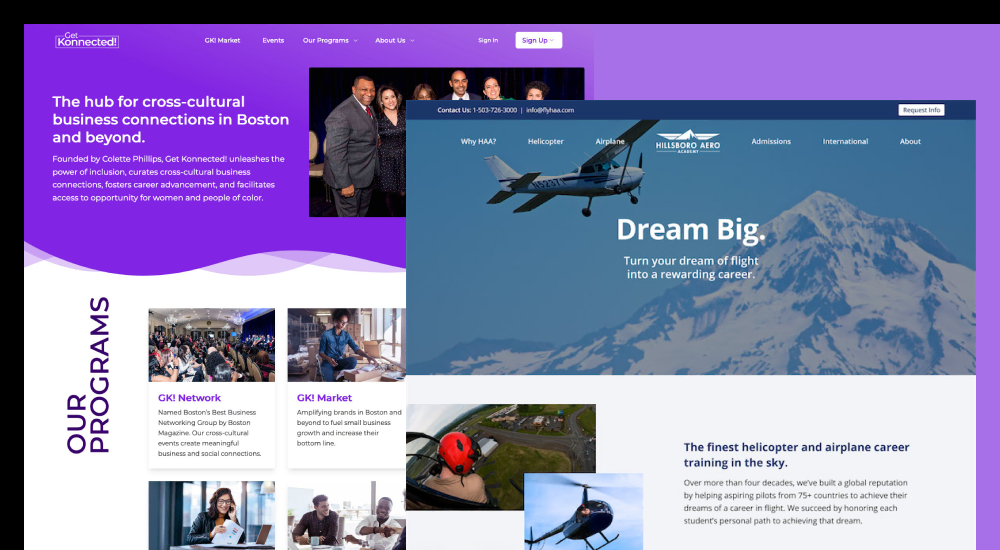 Get
Konnected!
GK! Market
Events
Our Programs
About Us
Sign In
Sign Up
The hub for cross-cultural
business connections in Boston
and beyond.
Founded by Colette Phillips, Get Konnected! unleashes the
power of inclusion, curates cross-cultural business
connections, fosters career advancement, and facilitates
access to opportunity for women and people of color.
OUR
PROGRAMS
GK! Network
Named Boston's Best Business
Networking Group by Boston
Magazine. Our cross-cultural
events create meaningful
business and social connections.
GK! Market
Amplifying brands in Boston and
beyond to fuel small business
growth and increase their
bottom line.
Contact Us: 1-503-726-3000 | info@flyhaa.com
Request Info
Why HAA?
Helicopter
Airplane
HILLSBORO AERO
ACADEMY
Admissions
International
About
N5237
Dream Big.
Turn your dream of flight
into a rewarding career.
The finest helicopter and airplane career
training in the sky.
Over more than four decades, we've built a global reputation
by helping aspiring pilots from 75+ countries to achieve their
dreams of a career in flight. We succeed by honoring each
student's personal path to achieving that dream.